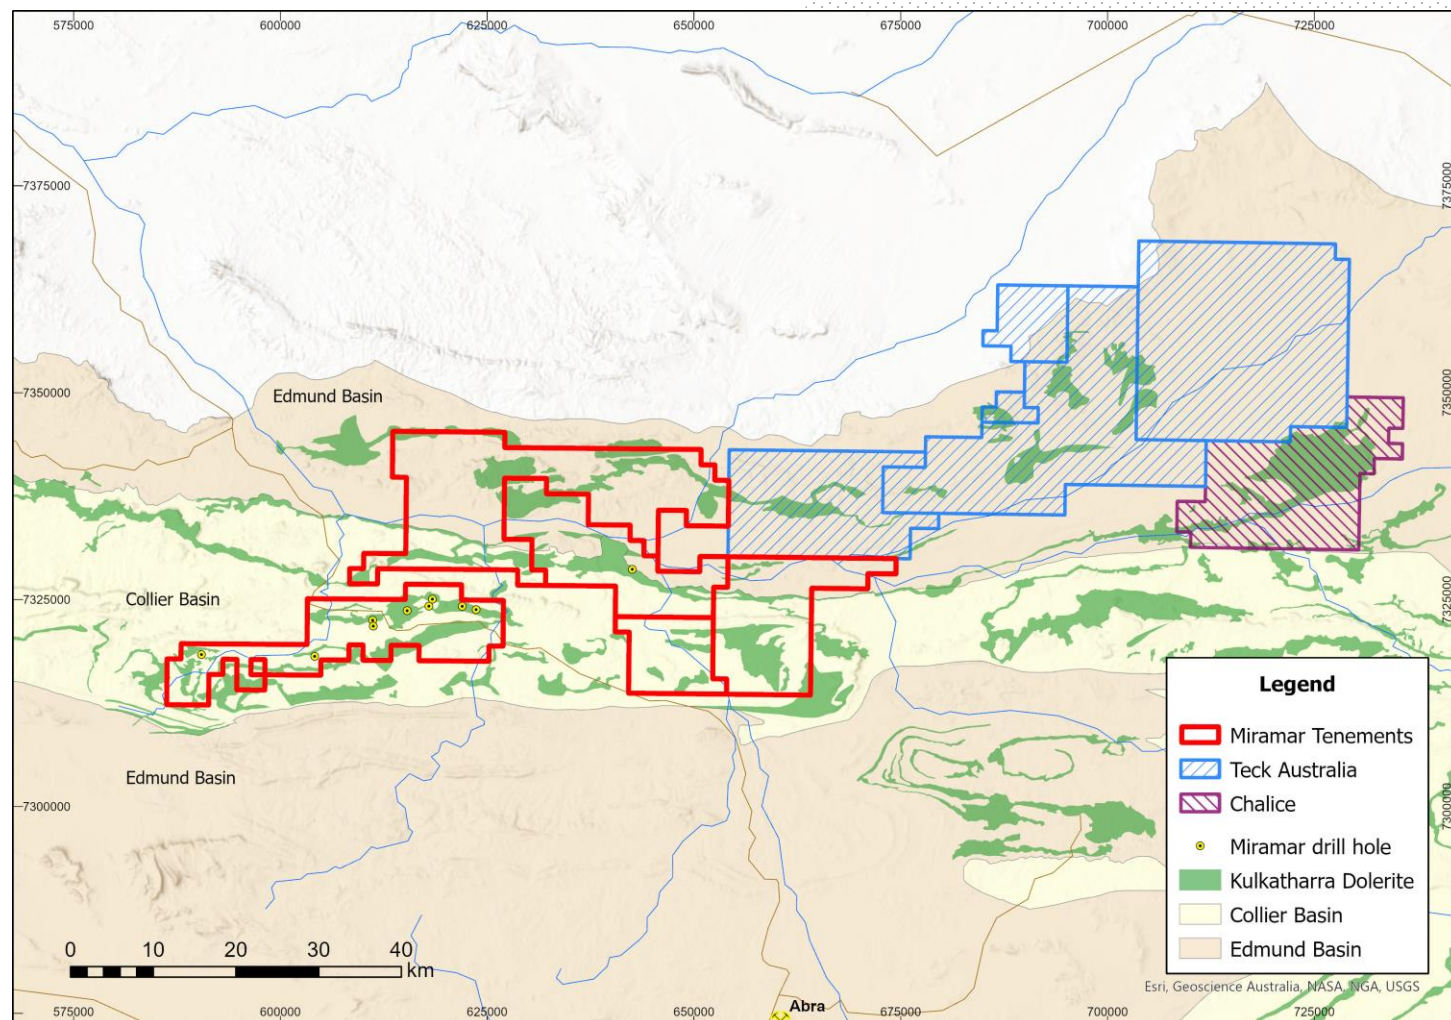 575000 600000 625000 650000 675000 700000 725000
7375000 7375000
7350000 7350000
Edmund Basin
7325000 7325000
Collier Basin
Edmund Basin
7300000 7300000
Legend
Miramar Tenements
Teck Australia
Chalice
Miramar drill hole
Kulkatharra Dolerite
Collier Basin
Edmund Basin
0 10 20 30 40
km
Esri, Geoscience Australia, NASA, NGA, USGS
Abra
575000 600000 625000 650000 675000 700000 725000